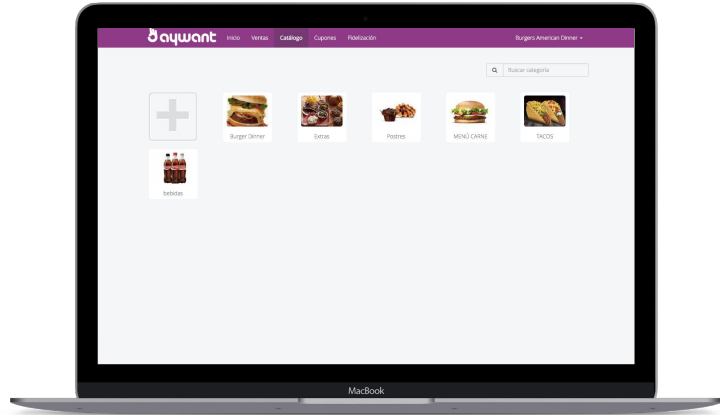 aywant Inicio Ventas Catálogo Cupones Fidelización Burgers American Dinner
Buscar categoría
Burger Dinner Extras Postres MENÚ CARNE TACOS
bebidas
MacBook